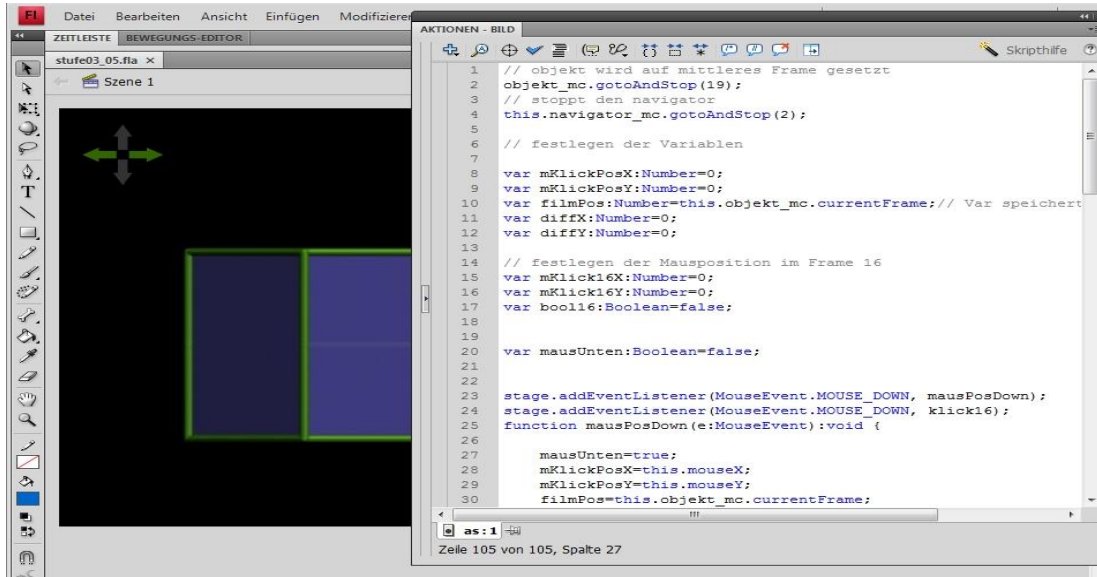 Fl Datei Bearbeiten Ansicht Einfügen Modifizieren
AKTIONEN - BILD
ZEITLEISTE BEWEGUNGS-EDITOR
Skripthilfe
stufe03_05.fla ×
Szene 1
1 // objekt wird auf mittleres Frame gesetzt
2 objekt_mc.gotoAndStop(19);
3 // stoppt den navigator
4 this.navigator_mc.gotoAndStop(2);
5
6 // festlegen der Variablen
7
8 var mKlickPosX:Number=0;
9 var mKlickPosY:Number=0;
10 var filmPos:Number=this.objekt_mc.currentFrame;// Var speichert
11 var diffX:Number=0;
12 var diffY:Number=0;
13
14 // festlegen der Mausposition im Frame 16
15 var mKlick16X:Number=0;
16 var mKlick16Y:Number=0;
17 var bool16:Boolean=false;
18
19
20 var mausUnten:Boolean=false;
21
22
23 stage.addEventListener(MouseEvent.MOUSE_DOWN, mausPosDown);
24 stage.addEventListener(MouseEvent.MOUSE_DOWN, klick16);
25 function mausPosDown(e:MouseEvent):void {
26
27 mausUnten=true;
28 mKlickPosX=this.mouseX;
29 mKlickPosY=this.mouseY;
30 filmPos=this.objekt_mc.currentFrame;
as:1
Zeile 105 von 105, Spalte 27